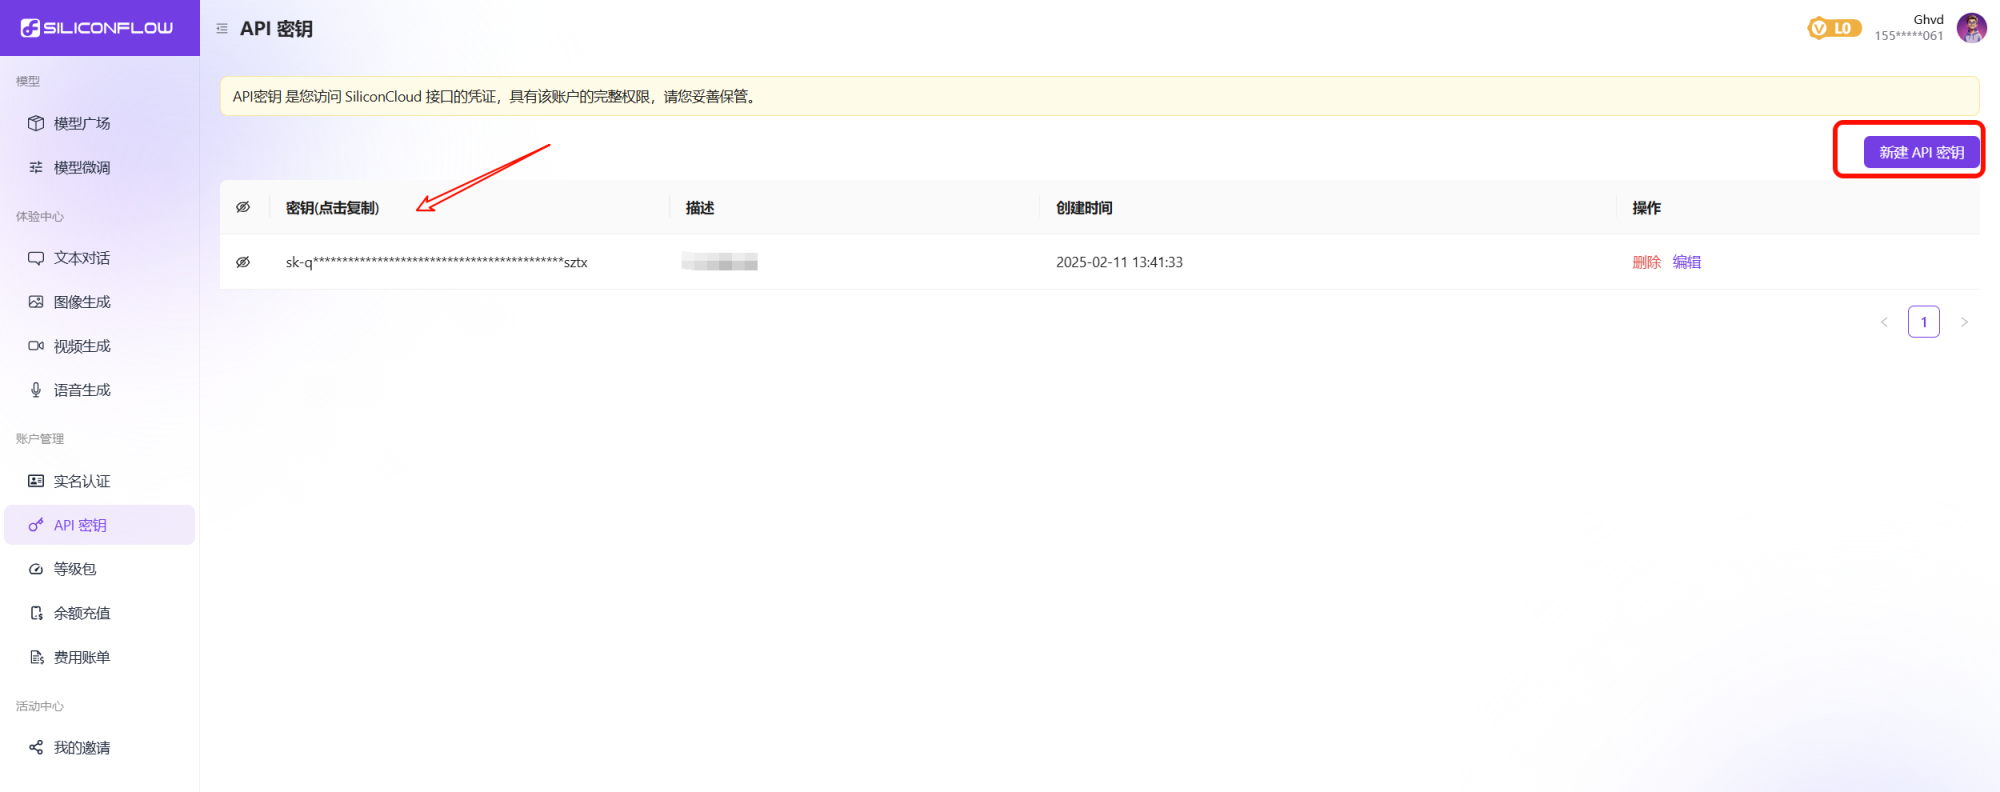 SILICONFLOW
API 密钥
L0
Ghvd
155*****061
模型
模型广场
模型微调
体验中心
文本对话
图像生成
视频生成
语音生成
账户管理
实名认证
API 密钥
等级包
余额充值
费用账单
活动中心
我的邀请
API密钥 是您访问 SiliconCloud 接口的凭证，具有该账户的完整权限，请您妥善保管。
新建 API 密钥
密钥(点击复制) 描述 创建时间 操作
sk-q*******************************************sztx 2025-02-11 13:41:33 删除 编辑
< 1 >